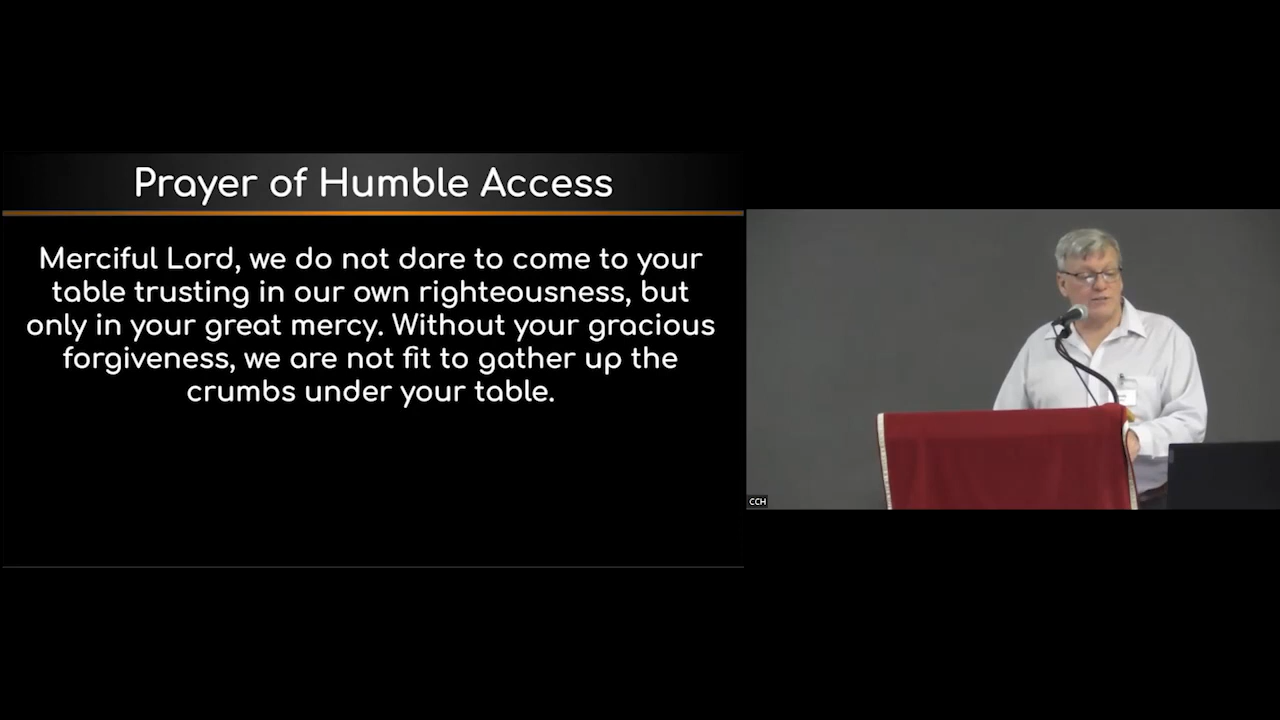 Prayer of Humble Access
Merciful Lord, we do not dare to come to your
table trusting in our own righteousness, but
only in your great mercy. Without your gracious
forgiveness, we are not fit to gather up the
crumbs under your table.
CCH